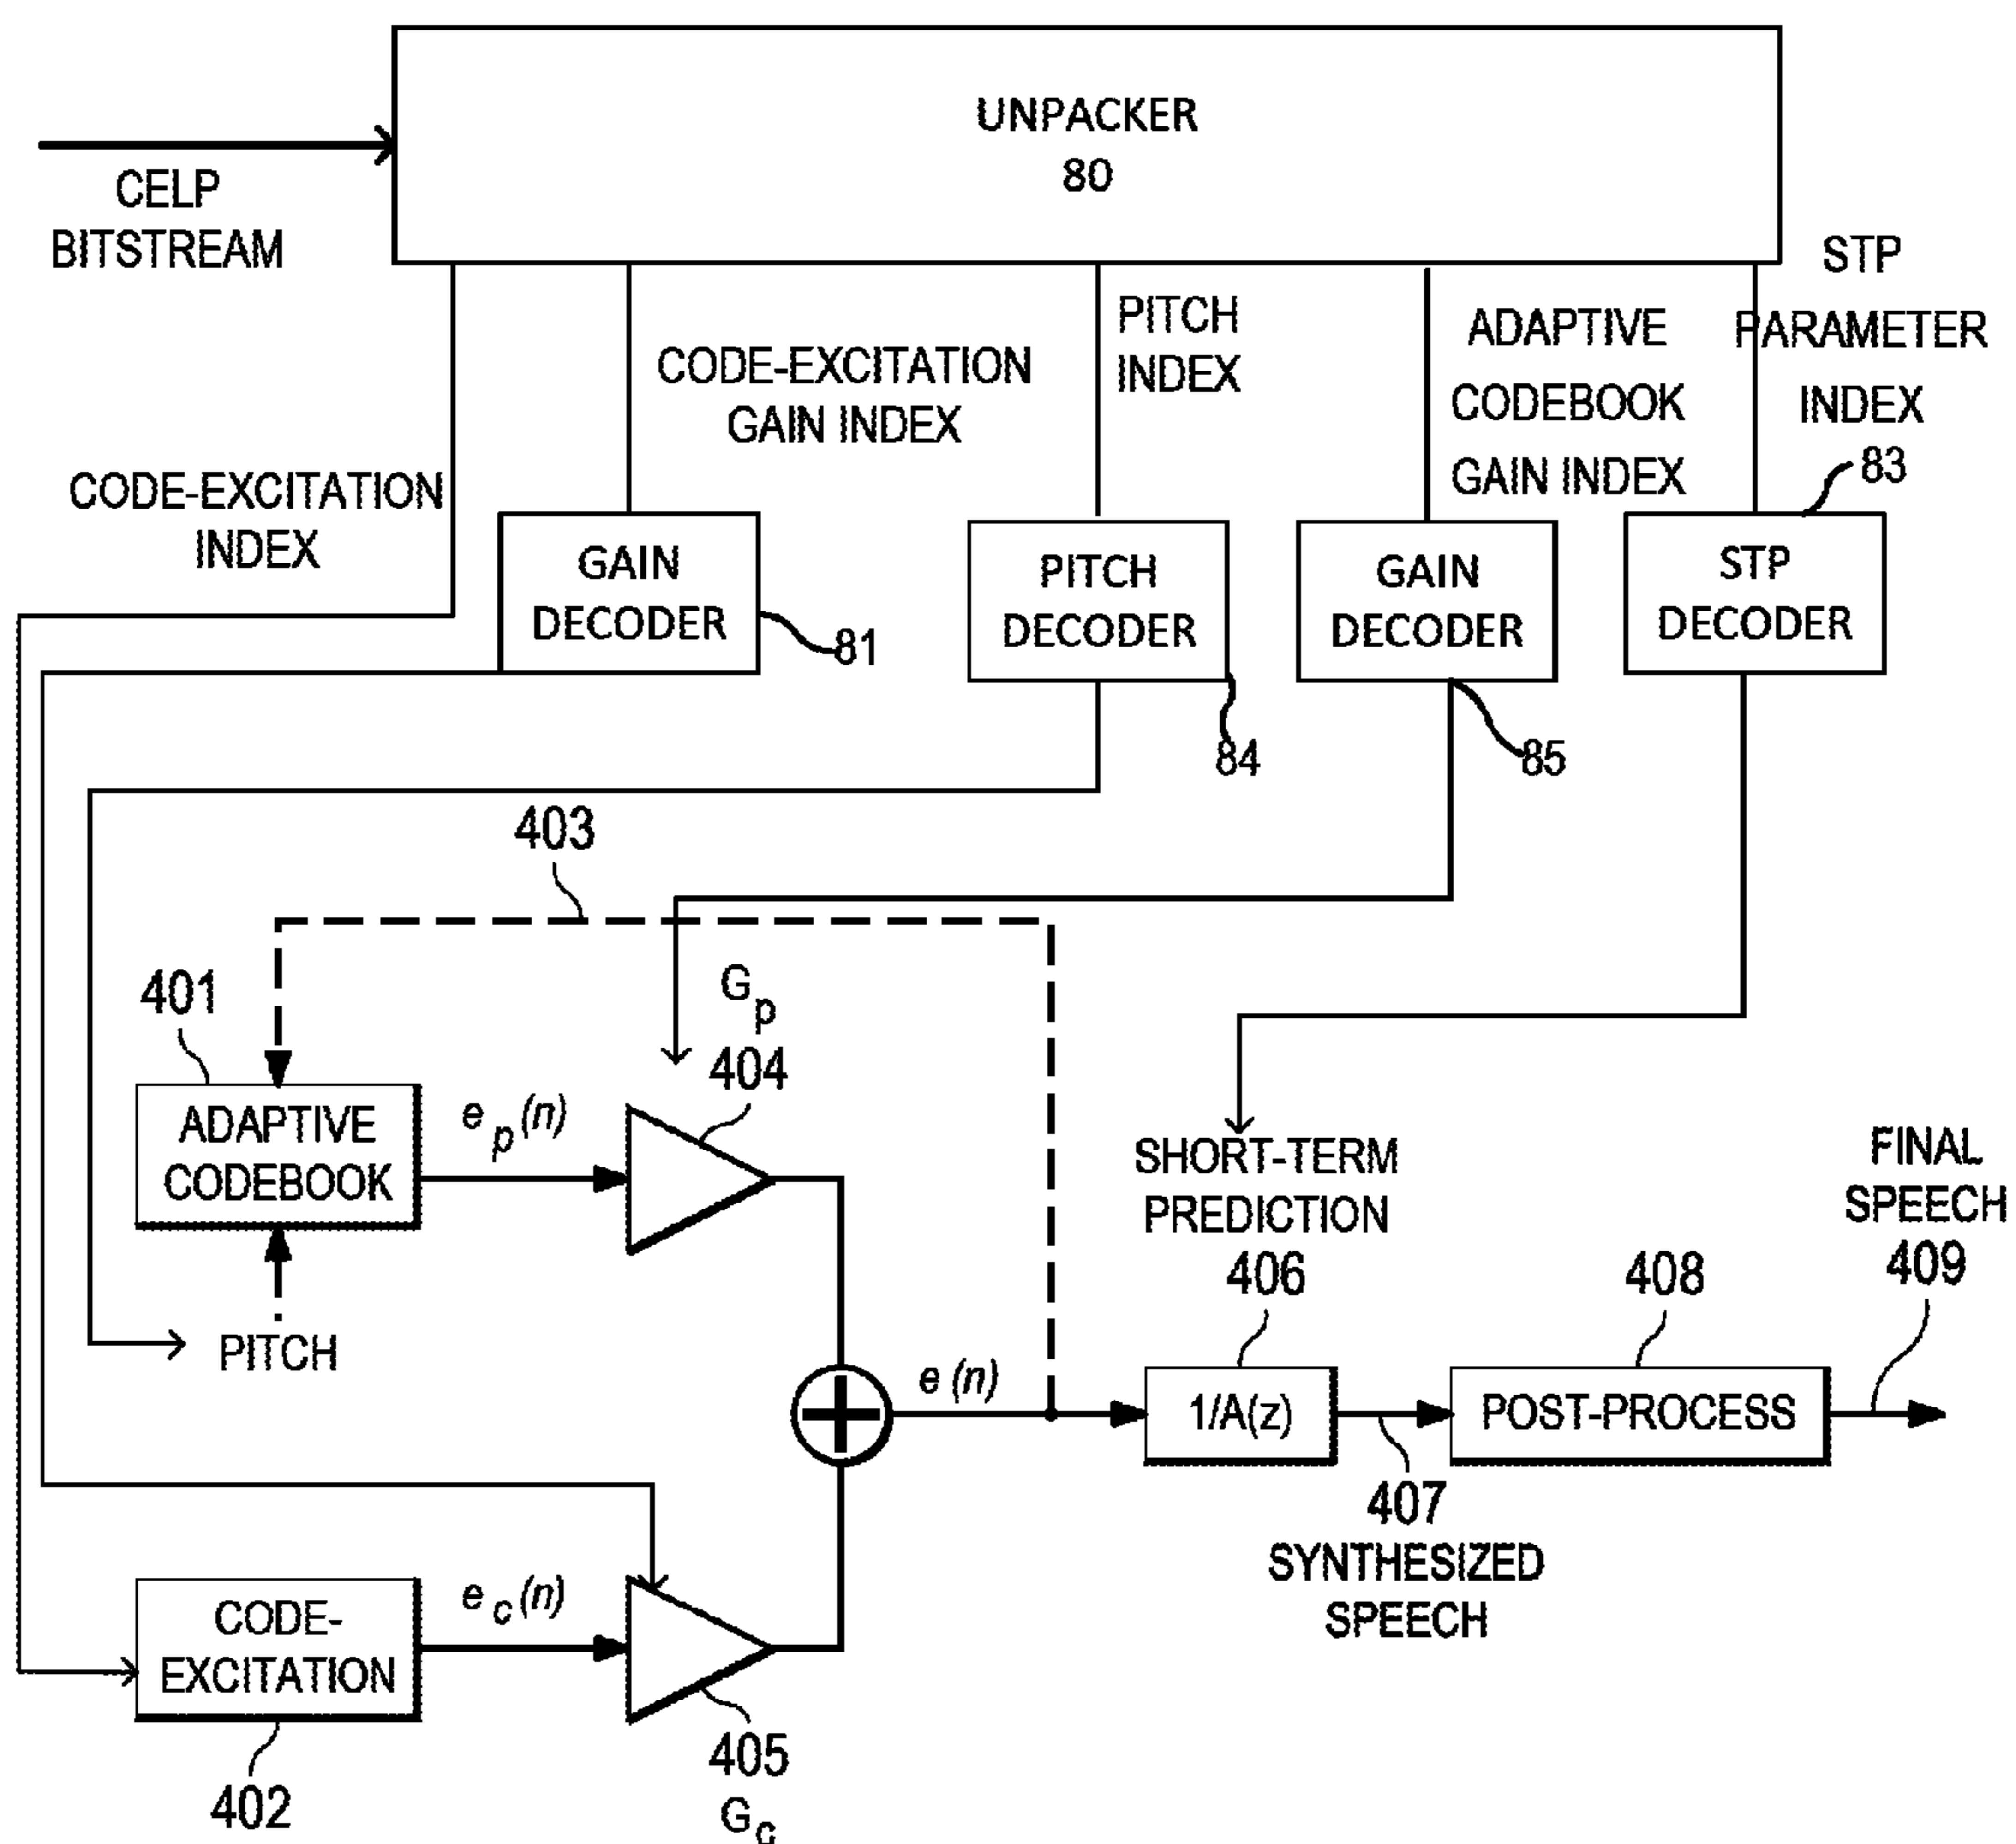 UNPACKER
80
CELP
BITSTREAM
STP
PARAMETER
INDEX
83
PITCH
INDEX
ADAPTIVE
CODEBOOK
GAIN INDEX
CODE-EXCITATION
GAIN INDEX
CODE-EXCITATION
INDEX
GAIN
DECODER
81
PITCH
DECODER
84
GAIN
DECODER
85
STP
DECODER
403
401
G p
404
ADAPTIVE
CODEBOOK
e p (n)
SHORT-TERM
PREDICTION
406
FINAL
SPEECH
409
408
PITCH
e (n)
1/A(z)
POST-PROCESS
407
SYNTHESIZED
SPEECH
CODE-
EXCITATION
e c (n)
402
405
G c